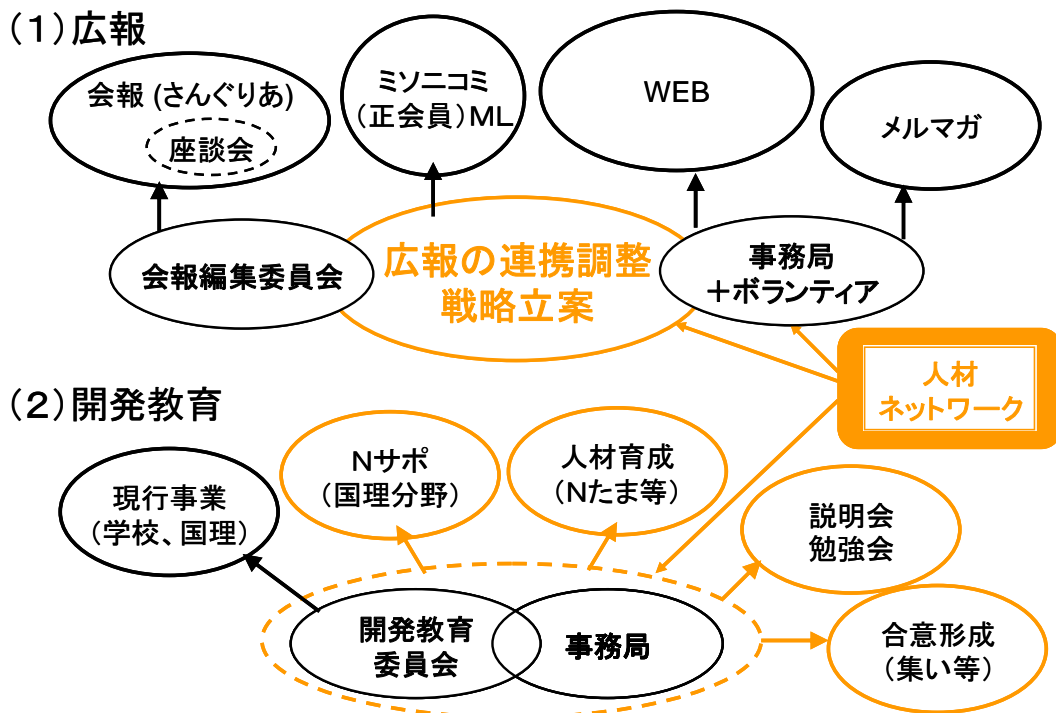 (1)広報
会報 (さんぐりあ)
座談会
ミソニコミ
(正会員)ML
WEB
メルマガ
会報編集委員会
広報の連携調整
戦略立案
事務局
＋ボランティア
人材
ネットワーク
(2)開発教育
現行事業
(学校、国理)
Nサポ
(国理分野)
人材育成
(Nたま等)
説明会
勉強会
開発教育
委員会
事務局
合意形成
(集い等)